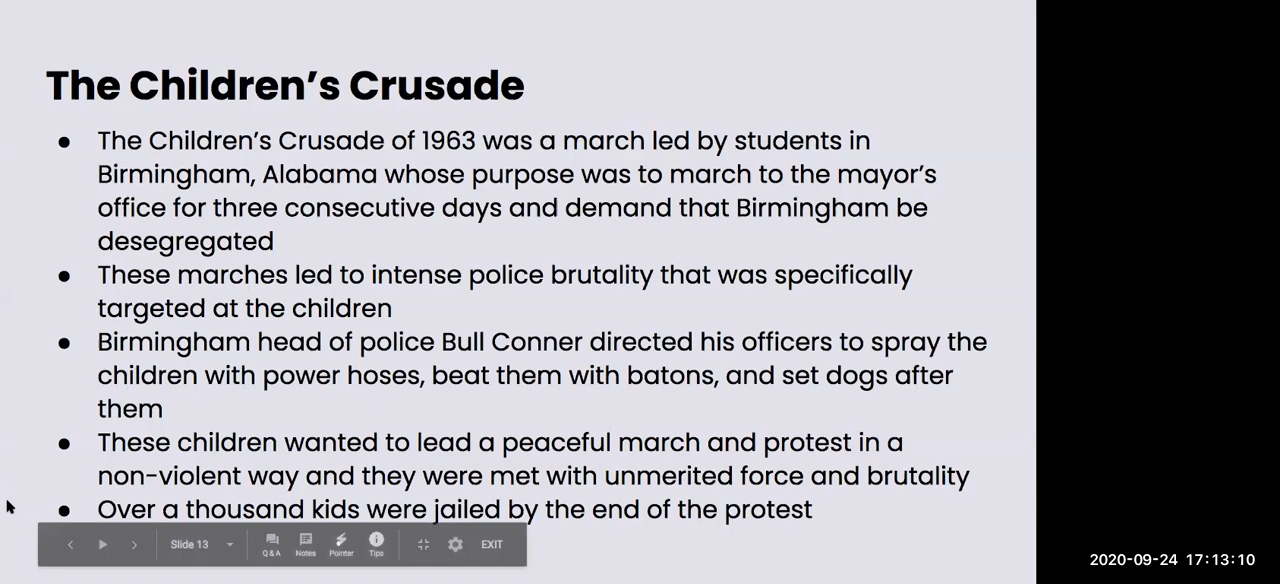 The Children’s Crusade
● The Children’s Crusade of 1963 was a march led by students in
Birmingham, Alabama whose purpose was to march to the mayor’s
office for three consecutive days and demand that Birmingham be
desegregated
● These marches led to intense police brutality that was specifically
targeted at the children
● Birmingham head of police Bull Conner directed his officers to spray the
children with power hoses, beat them with batons, and set dogs after
them
● These children wanted to lead a peaceful march and protest in a
non-violent way and they were met with unmerited force and brutality
● Over a thousand kids were jailed by the end of the protest
Slide 13
Q & A
Notes
Pointer
Tips
EXIT
2020-09-24 17:13:10